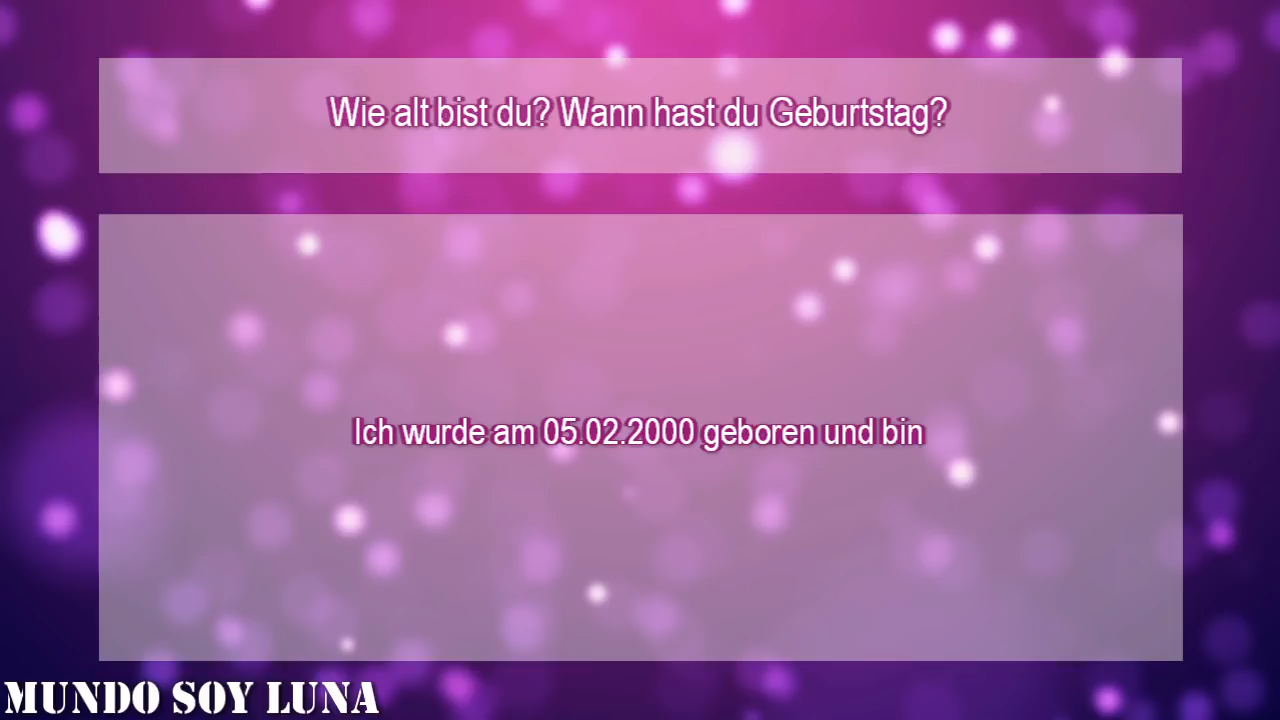 Wie alt bist du? Wann hast du Geburtstag?
Ich wurde am 05.02.2000 geboren und bin
MUNDO SOY LUNA